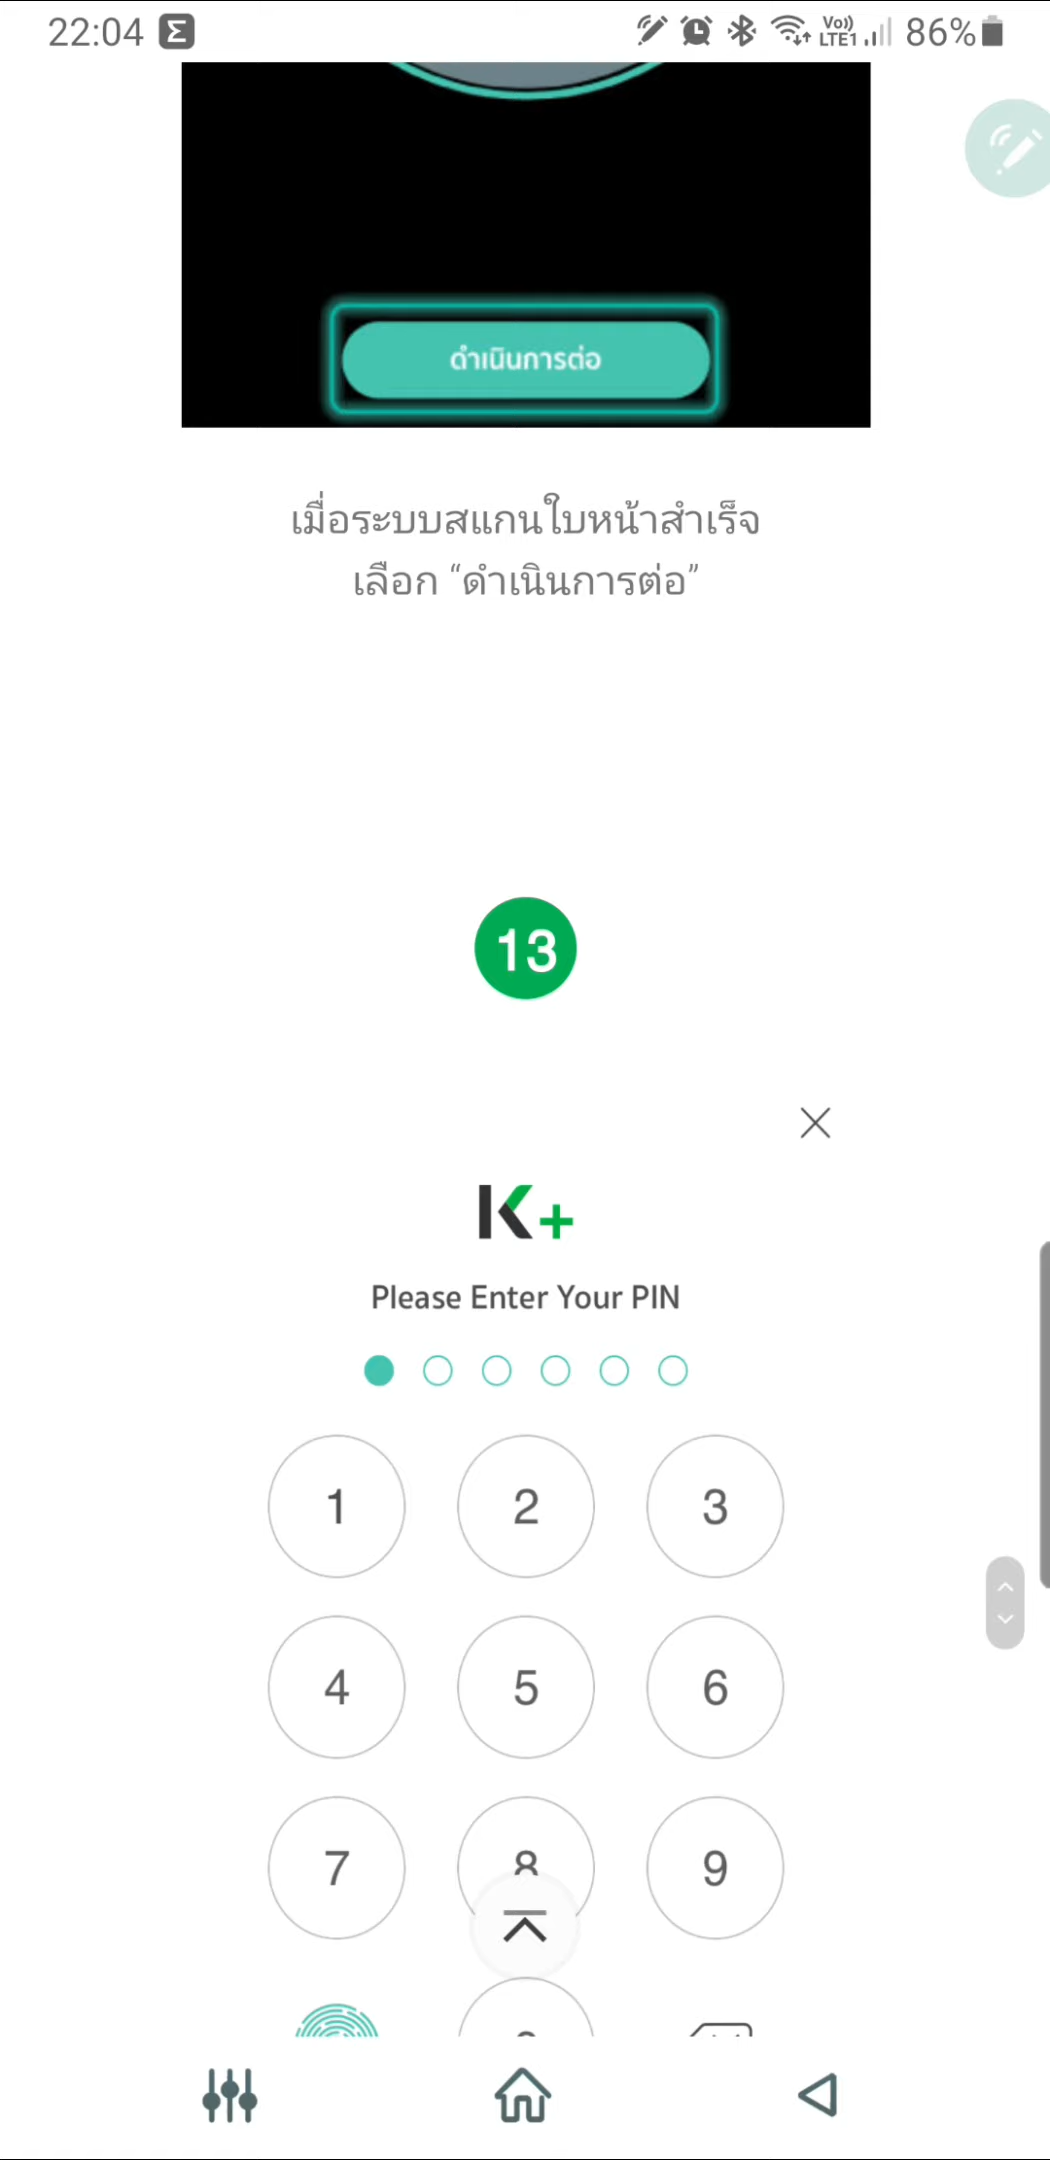 22:04
Vo)) LTE1 86%
ดำเนินการต่อ
เมื่อระบบสแกนใบหน้าสำเร็จ
เลือก “ดำเนินการต่อ”
13
K+
Please Enter Your PIN
1 2 3
4 5 6
7 8 9